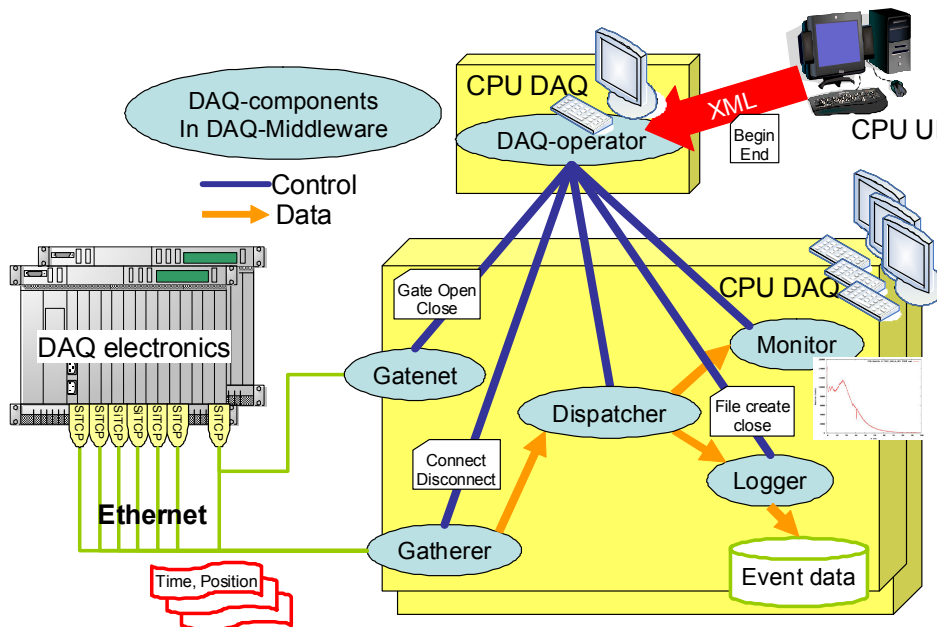 DAQ-components
In DAQ-Middleware
Control
Data
CPU DAQ
DAQ-operator
XML
Begin
End
CPU UI
DAQ electronics
SITCP
SITCP
SITCP
SITCP
SITCP
SITCP
SITCP
Ethernet
Time, Position
CPU DAQ
Gate Open
Close
Gatenet
Monitor
Dispatcher
File create
close
Connect
Disconnect
Logger
Gatherer
Event data